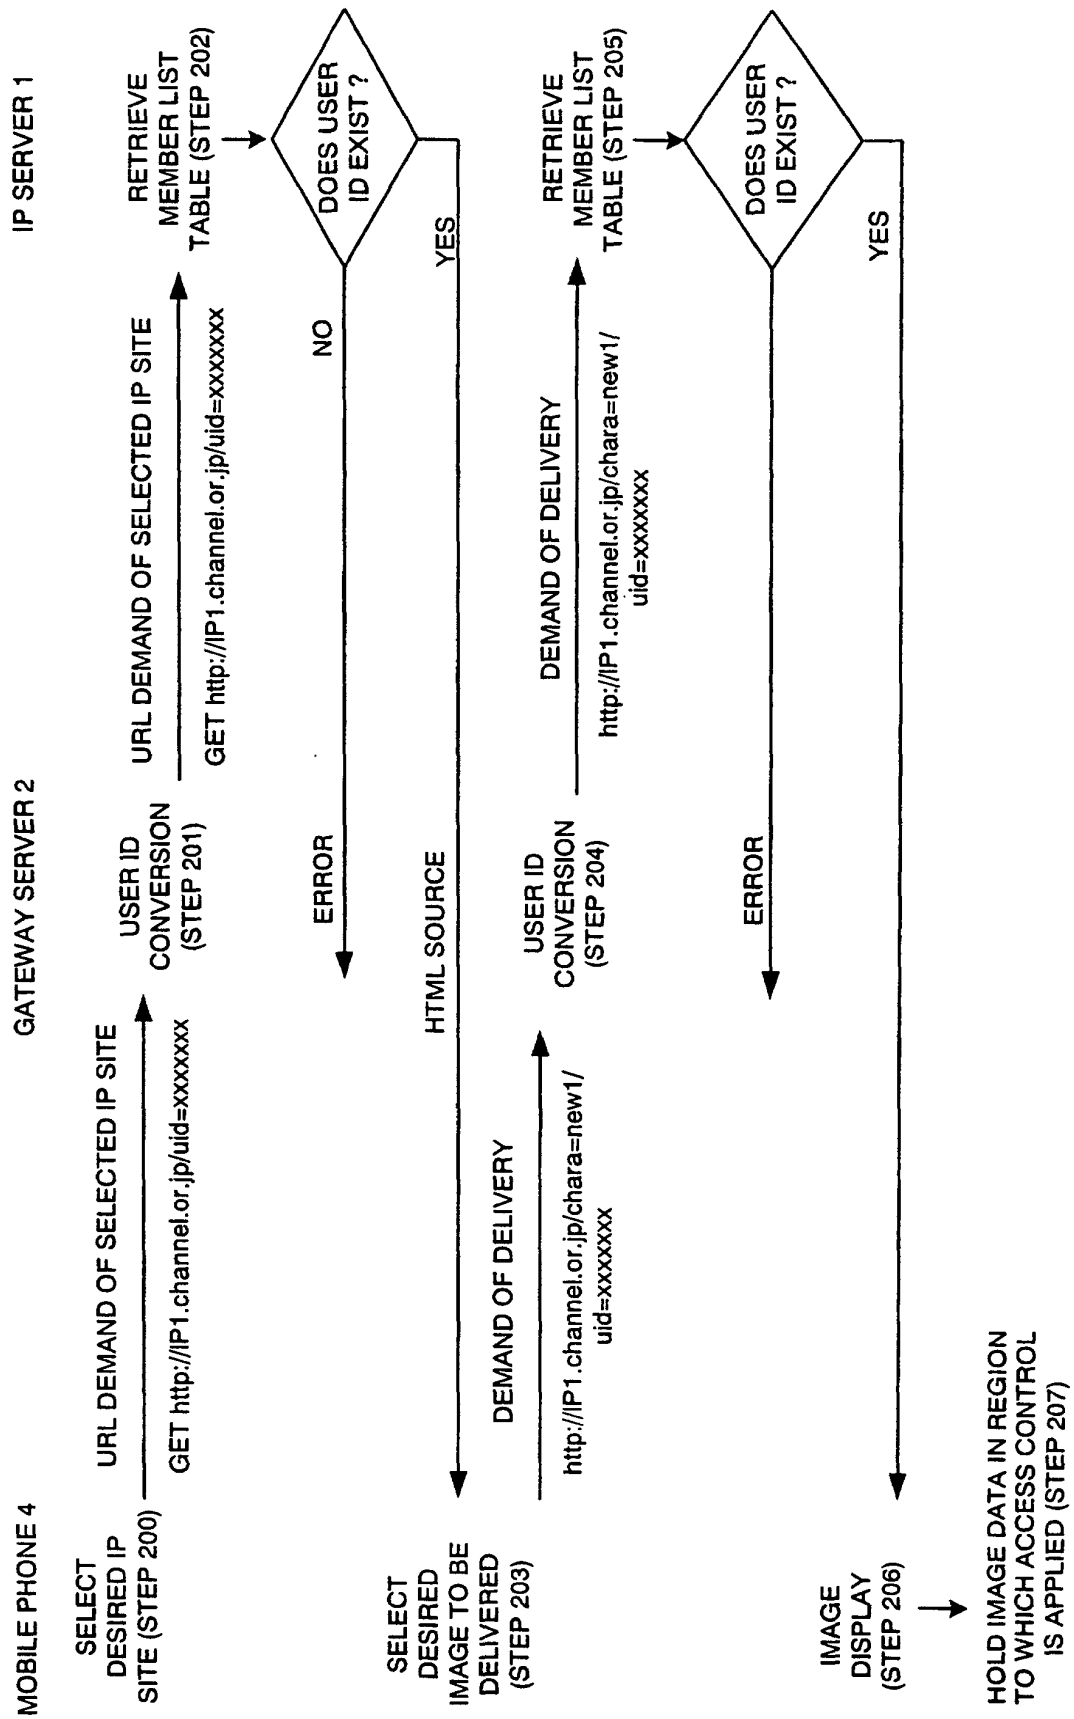 MOBILE PHONE 4
GATEWAY SERVER 2
IP SERVER 1
SELECT
DESIRED IP
SITE (STEP 200)
URL DEMAND OF SELECTED IP SITE
GET http://IP1.channel.or.jp/uid=xxxxxxx
USER ID
CONVERSION
(STEP 201)
URL DEMAND OF SELECTED IP SITE
GET http://IP1.channel.or.jp/uid=xxxxxxx
RETRIEVE
MEMBER LIST
TABLE (STEP 202)
DOES USER
ID EXIST ?
NO
ERROR
YES
HTML SOURCE
SELECT
DESIRED
IMAGE TO BE
DELIVERED
(STEP 203)
DEMAND OF DELIVERY
http://IP1.channel.or.jp/chara=new1/
uid=xxxxxxx
USER ID
CONVERSION
(STEP 204)
DEMAND OF DELIVERY
http://IP1.channel.or.jp/chara=new1/
uid=xxxxxxx
RETRIEVE
MEMBER LIST
TABLE (STEP 205)
DOES USER
ID EXIST ?
ERROR
YES
IMAGE
DISPLAY
(STEP 206)
HOLD IMAGE DATA IN REGION
TO WHICH ACCESS CONTROL
IS APPLIED (STEP 207)